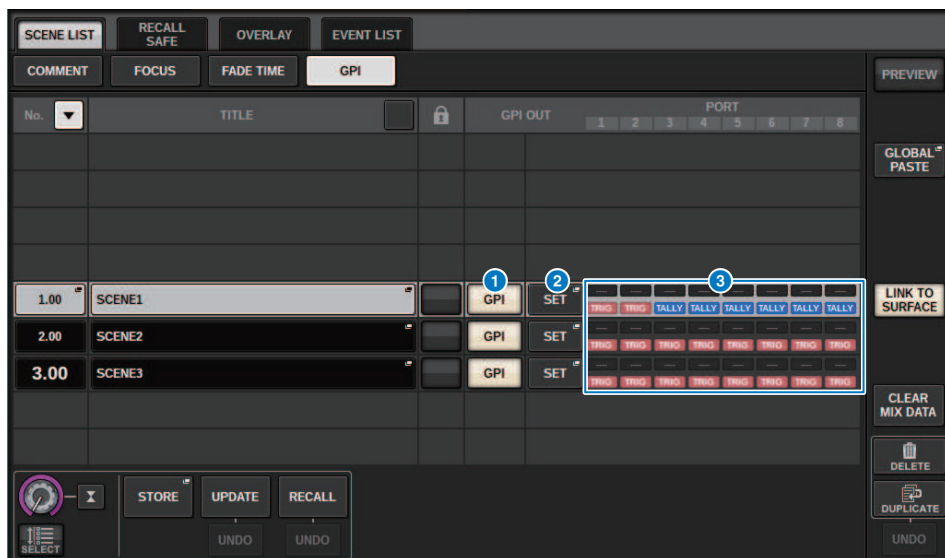 SCENE LIST RECALL SAFE OVERLAY EVENT LIST
COMMENT FOCUS FADE TIME GPI PREVIEW
No. TITLE GPI OUT PORT
1 2 3 4 5 6 7 8
GLOBAL PASTE
1 2 3
1.00 SCENE1 GPI SET — — — — — — — —
TRIG TRIG TALLY TALLY TALLY TALLY TALLY TALLY
LINK TO SURFACE
2.00 SCENE2 GPI SET — — — — — — — —
TRIG TRIG TRIG TRIG TRIG TRIG TRIG TRIG
3.00 SCENE3 GPI SET — — — — — — — —
TRIG TRIG TRIG TRIG TRIG TRIG TRIG TRIG
CLEAR MIX DATA
DELETE
STORE UPDATE RECALL
DUPLICATE
SELECT UNDO UNDO UNDO